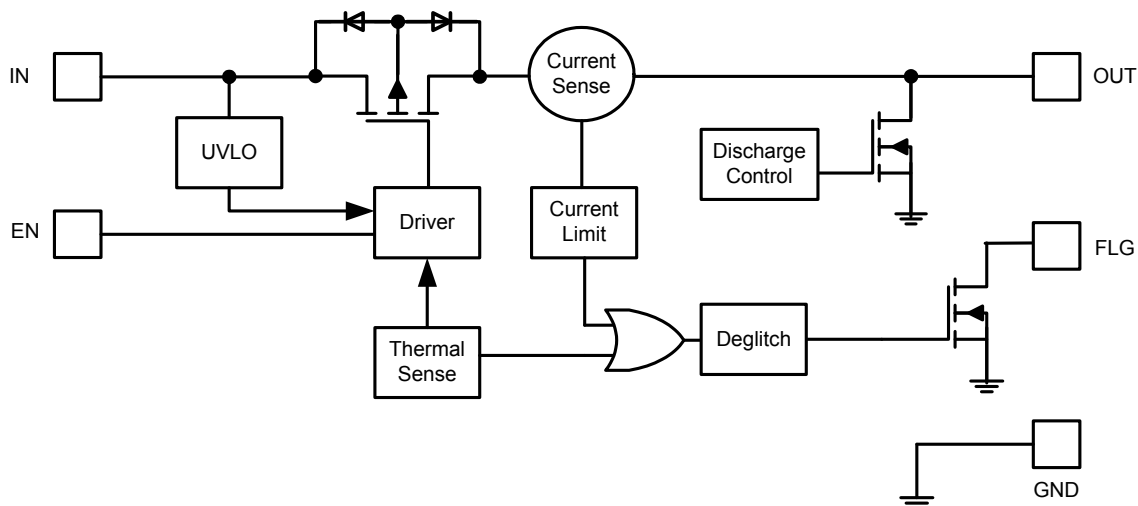 IN
Current
Sense
OUT
UVLO
Discharge
Control
EN
Driver
Current
Limit
FLG
Thermal
Sense
Deglitch
GND